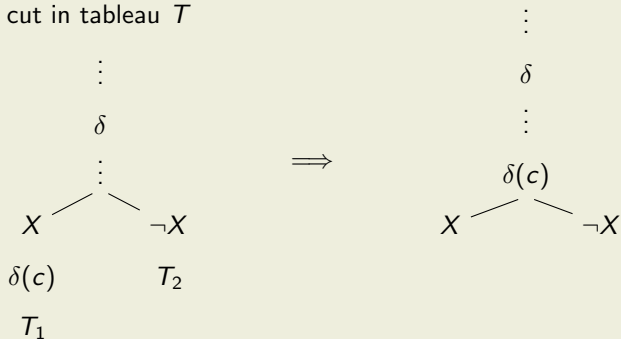 cut in tableau T
⋮ ⋮
δ δ
⋮ ⟹ ⋮
δ(c)
X ¬X X ¬X
δ(c) T₂
T₁